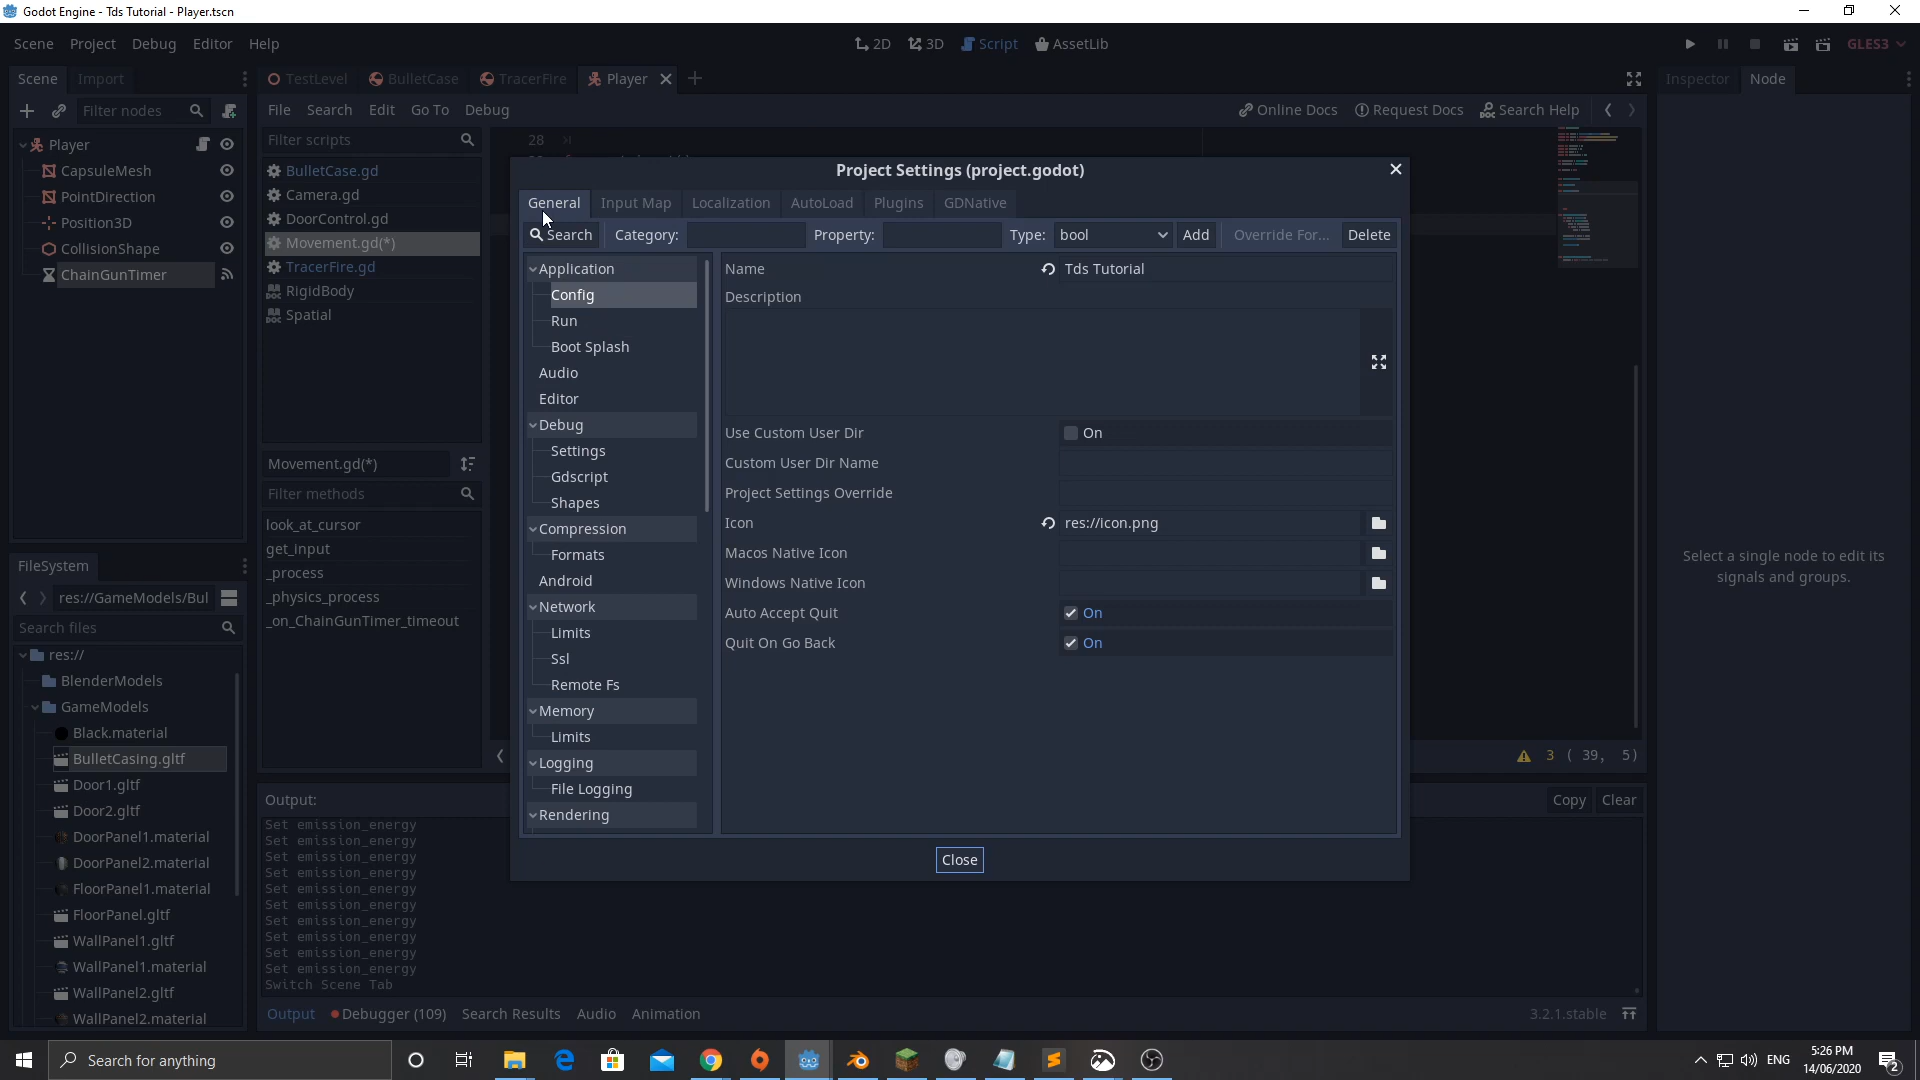 Godot Engine - Tds Tutorial - Player.tscn
Scene Project Debug Editor Help
2D 3D Script AssetLib
GLES3
Scene Import
TestLevel BulletCase TracerFire Player
Inspector Node
Filter nodes
File Search Edit Go To Debug
Online Docs Request Docs Search Help
Player
CapsuleMesh
PointDirection
Position3D
CollisionShape
ChainGunTimer
Filter scripts
BulletCase.gd
Camera.gd
DoorControl.gd
Movement.gd(*)
TracerFire.gd
RigidBody
Spatial
28
Movement.gd(*)
Filter methods
look_at_cursor
get_input
_process
_physics_process
_on_ChainGunTimer_timeout
Project Settings (project.godot)
General Input Map Localization AutoLoad Plugins GDNative
Search Category: Property: Type: bool Add Override For... Delete
Application
Config
Run
Boot Splash
Audio
Editor
Debug
Settings
Gdscript
Shapes
Compression
Formats
Android
Network
Limits
Ssl
Remote Fs
Memory
Limits
Logging
File Logging
Rendering
Name Tds Tutorial
Description
Use Custom User Dir On
Custom User Dir Name
Project Settings Override
Icon res://icon.png
Macos Native Icon
Windows Native Icon
Auto Accept Quit On
Quit On Go Back On
Close
Select a single node to edit its
signals and groups.
3 ( 39, 5)
FileSystem
res://GameModels/Bul
Search files
res://
BlenderModels
GameModels
Black.material
BulletCasing.gltf
Door1.gltf
Door2.gltf
DoorPanel1.material
DoorPanel2.material
FloorPanel1.material
FloorPanel.gltf
WallPanel1.gltf
WallPanel1.material
WallPanel2.gltf
WallPanel2.material
Output:
Copy Clear
Set emission_energy
Set emission_energy
Set emission_energy
Set emission_energy
Set emission_energy
Set emission_energy
Set emission_energy
Set emission_energy
Set emission_energy
Set emission_energy
Switch Scene Tab
Output Debugger (109) Search Results Audio Animation
3.2.1.stable
Search for anything
ENG
5:26 PM
14/06/2020
2